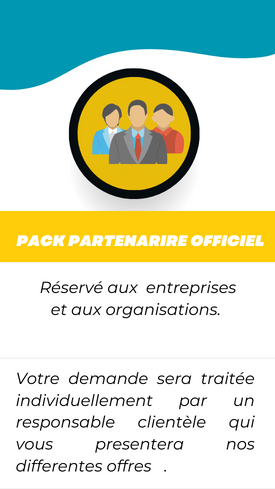 PACK PARTENARIRE OFFICIEL
Réservé aux entreprises
et aux organisations.
Votre demande sera traitée
individuellement par un
responsable clientèle qui
vous presentera nos
differentes offres .